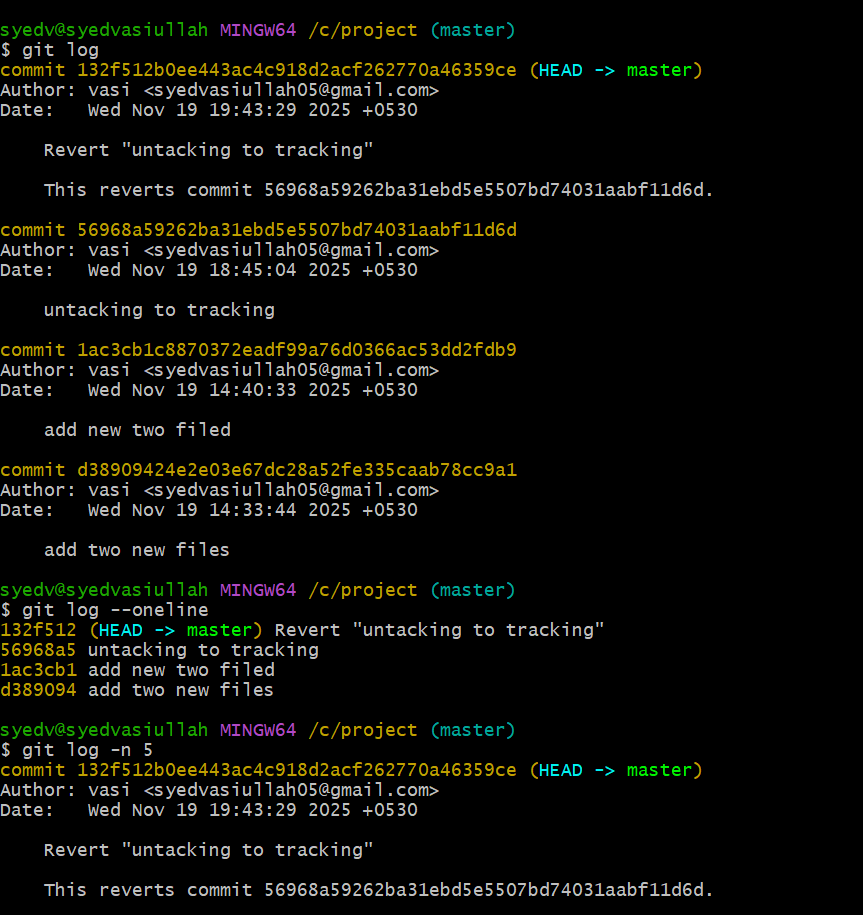 syedv@syedvasiullah MINGW64 /c/project (master)
$ git log
commit 132f512b0ee443ac4c918d2acf262770a46359ce (HEAD -> master)
Author: vasi <syedvasiullah05@gmail.com>
Date:   Wed Nov 19 19:43:29 2025 +0530
    Revert "untacking to tracking"
    This reverts commit 56968a59262ba31ebd5e5507bd74031aabf11d6d.
commit 56968a59262ba31ebd5e5507bd74031aabf11d6d
Author: vasi <syedvasiullah05@gmail.com>
Date:   Wed Nov 19 18:45:04 2025 +0530
    untacking to tracking
commit 1ac3cb1c8870372eadf99a76d0366ac53dd2fdb9
Author: vasi <syedvasiullah05@gmail.com>
Date:   Wed Nov 19 14:40:33 2025 +0530
    add new two filed
commit d38909424e2e03e67dc28a52fe335caab78cc9a1
Author: vasi <syedvasiullah05@gmail.com>
Date:   Wed Nov 19 14:33:44 2025 +0530
    add two new files
syedv@syedvasiullah MINGW64 /c/project (master)
$ git log --oneline
132f512 (HEAD -> master) Revert "untacking to tracking"
56968a5 untacking to tracking
1ac3cb1 add new two filed
d389094 add two new files
syedv@syedvasiullah MINGW64 /c/project (master)
$ git log -n 5
commit 132f512b0ee443ac4c918d2acf262770a46359ce (HEAD -> master)
Author: vasi <syedvasiullah05@gmail.com>
Date:   Wed Nov 19 19:43:29 2025 +0530
    Revert "untacking to tracking"
    This reverts commit 56968a59262ba31ebd5e5507bd74031aabf11d6d.